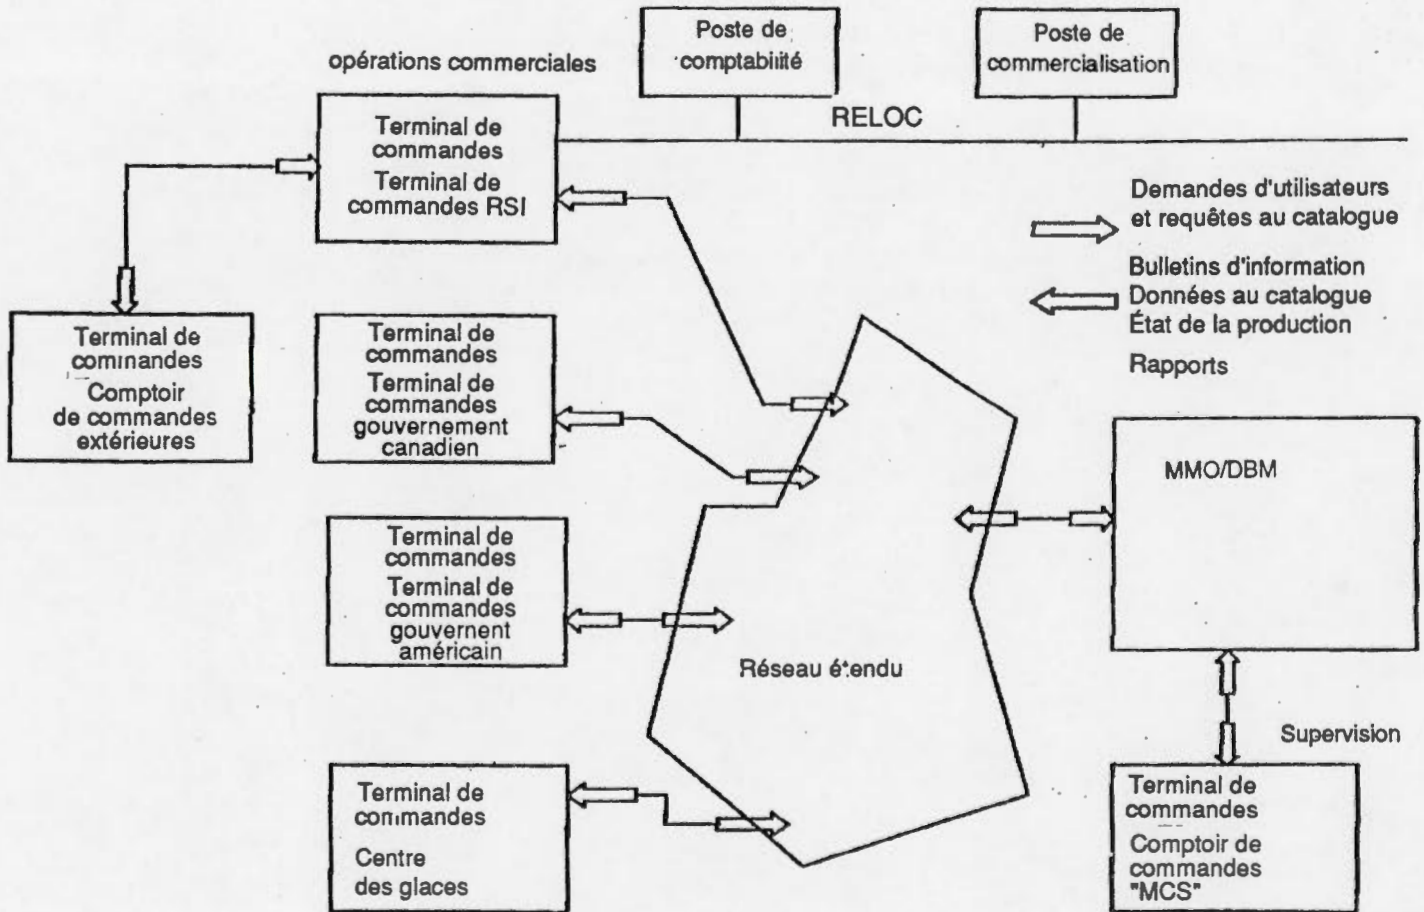 Poste de
comptabilité
Poste de
commercialisation
opérations commerciales
RELOC
Terminal de
commandes
Terminal de
commandes RSI
Demandes d'utilisateurs
et requêtes au catalogue
Bulletins d'information
Données au catalogue
État de la production
Rapports
Terminal de
commandes
Comptoir
de commandes
extérieures
Terminal de
commandes
Terminal de
commandes
gouvernement
canadien
MMO/DBM
Terminal de
commandes
Terminal de
commandes
gouvernent
américain
Réseau étendu
Supervision
Terminal de
commandes
Centre
des glaces
Terminal de
commandes
Comptoir de
commandes
"MCS"